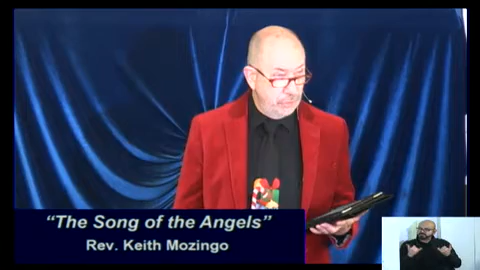 “The Song of the Angels”
Rev. Keith Mozingo